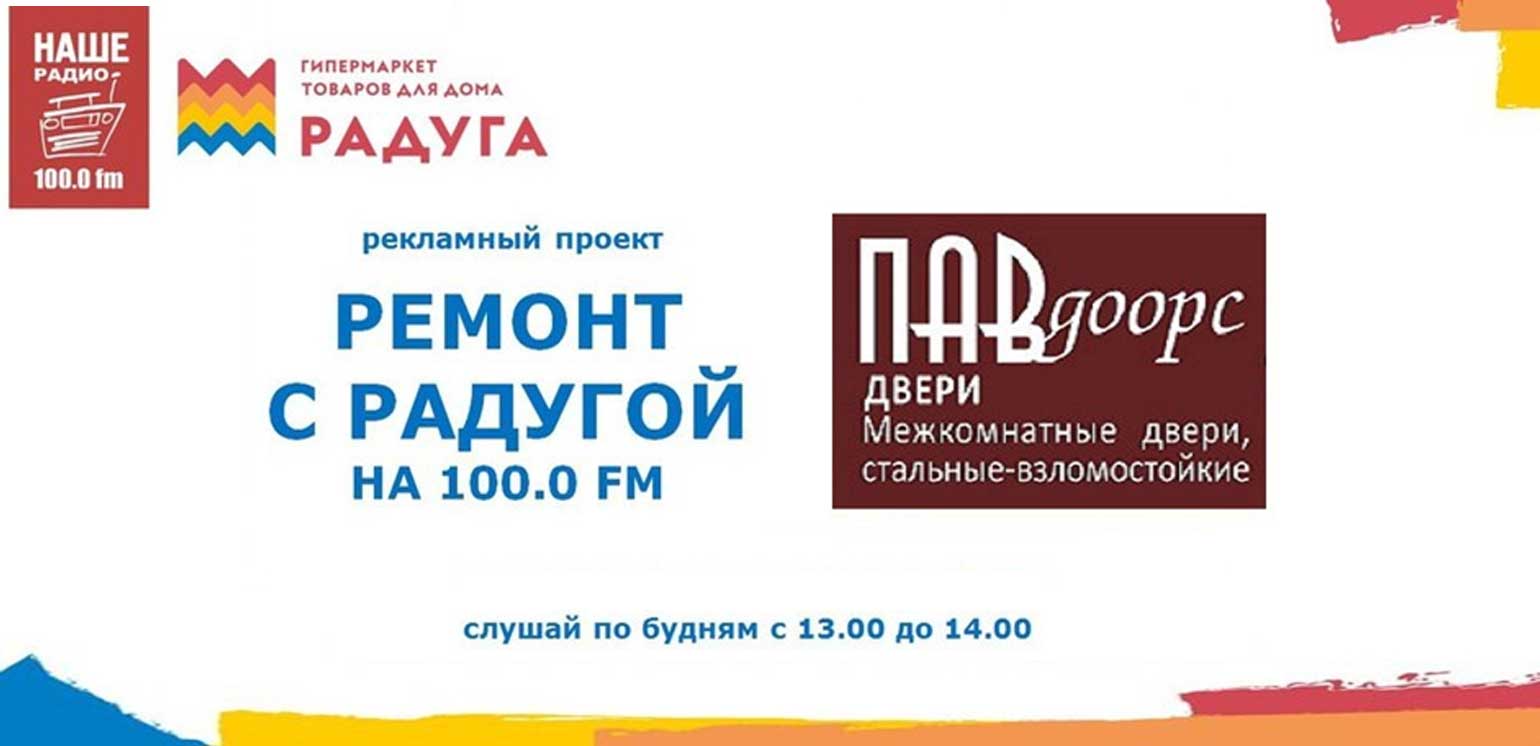 НАШЕ
РАДИО
100.0 fm
ГИПЕРМАРКЕТ
ТОВАРОВ ДЛЯ ДОМА
РАДУГА
рекламный проект
РЕМОНТ
С РАДУГОЙ
НА 100.0 FM
ПАВдоорс
ДВЕРИ
Межкомнатные двери,
стальные-взломостойкие
слушай по будням с 13.00 до 14.00